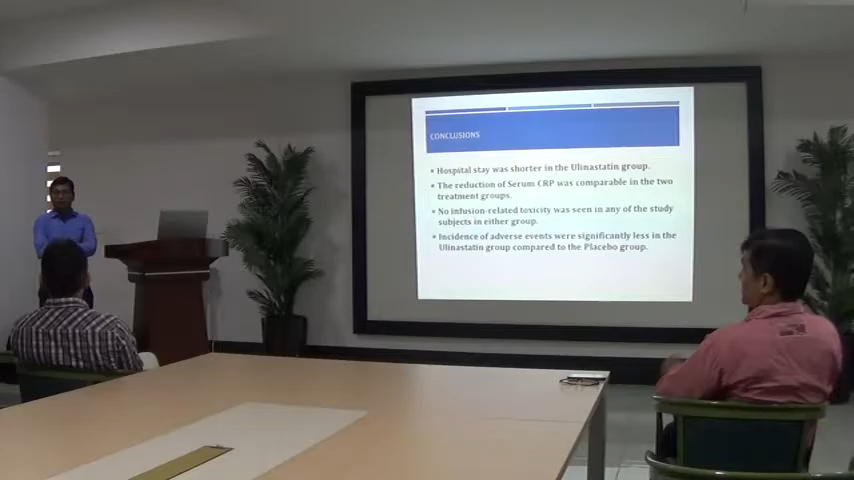 CONCLUSIONS
Hospital stay was shorter in the Ulinastatin group.
The reduction of Serum CRP was comparable in the two
treatment groups.
No infusion-related toxicity was seen in any of the study
subjects in either group.
Incidence of adverse events were significantly less in the
Ulinastatin group compared to the Placebo group.